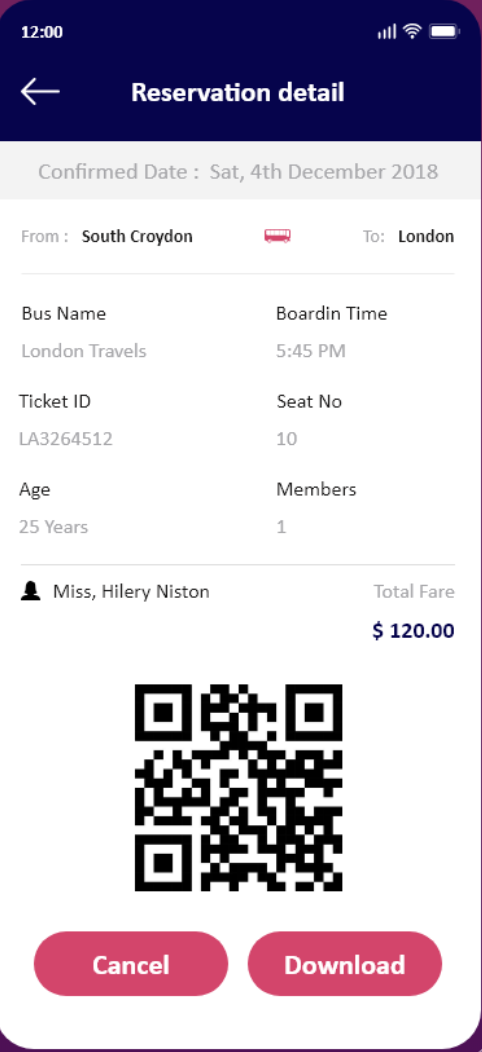 12:00
Reservation detail
Confirmed Date : Sat, 4th December 2018
From : South Croydon To: London
Bus Name Boardin Time
London Travels 5:45 PM
Ticket ID Seat No
LA3264512 10
Age Members
25 Years 1
Miss, Hilery Niston Total Fare
$ 120.00
Cancel Download